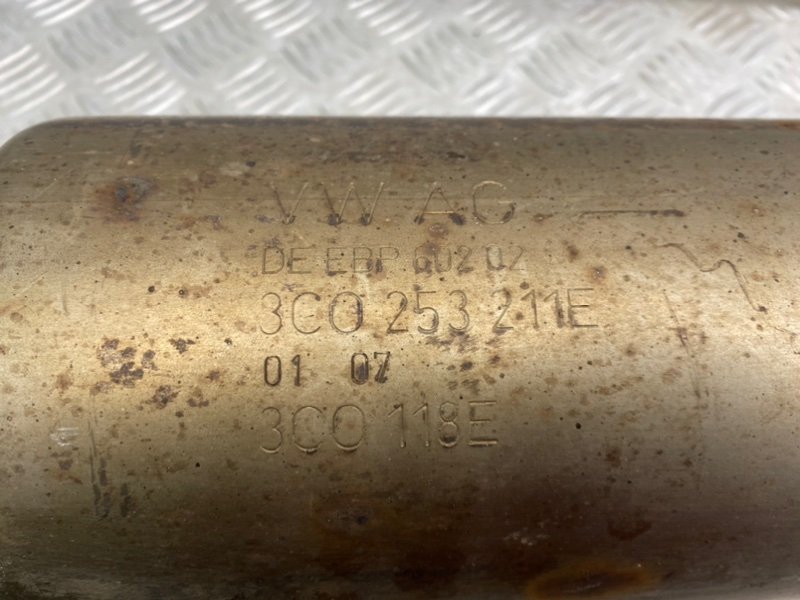 VW AG
DE EBP 602 02
3C0 253 211E
01 07
3C0 118E